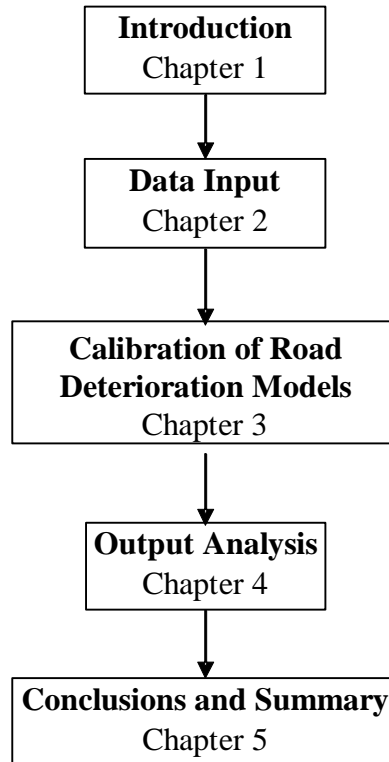 Introduction
Chapter 1
Data Input
Chapter 2
Calibration of Road
Deterioration Models
Chapter 3
Output Analysis
Chapter 4
Conclusions and Summary
Chapter 5